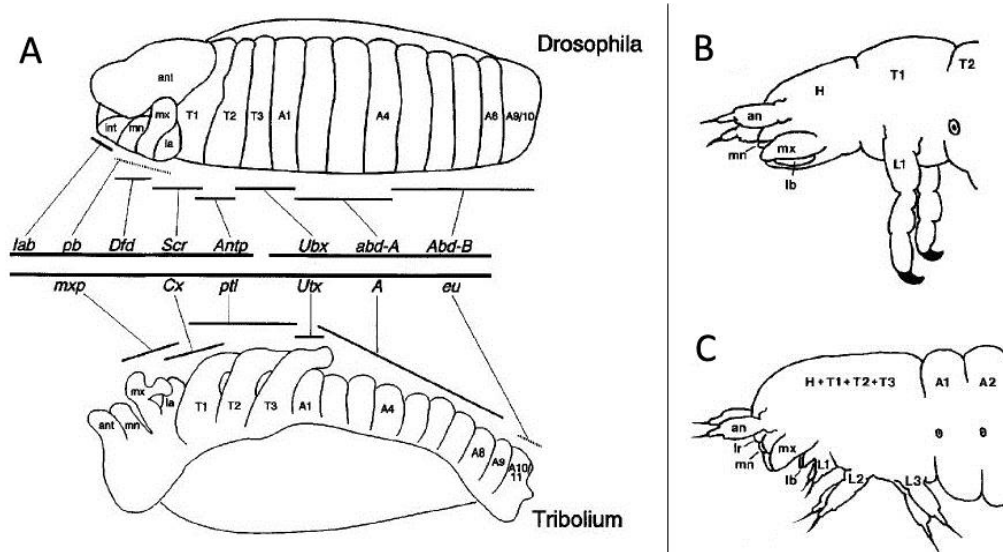 A
Drosophila
ant
int mn mx la T1 T2 T3 A1 A4 A8 A9/10
lab pb Dfd Scr Antp Ubx abd-A Abd-B
mxp Cx ptl Utx A eu
mx la
ant mn T1 T2 T3 A1 A4 A8 A9 A10/
11
Tribolium
B
H T1 T2
an
mn mx
lb
L1
C
H+T1+T2+T3 A1 A2
an
lr
mn mx
lb L1
L2 L3